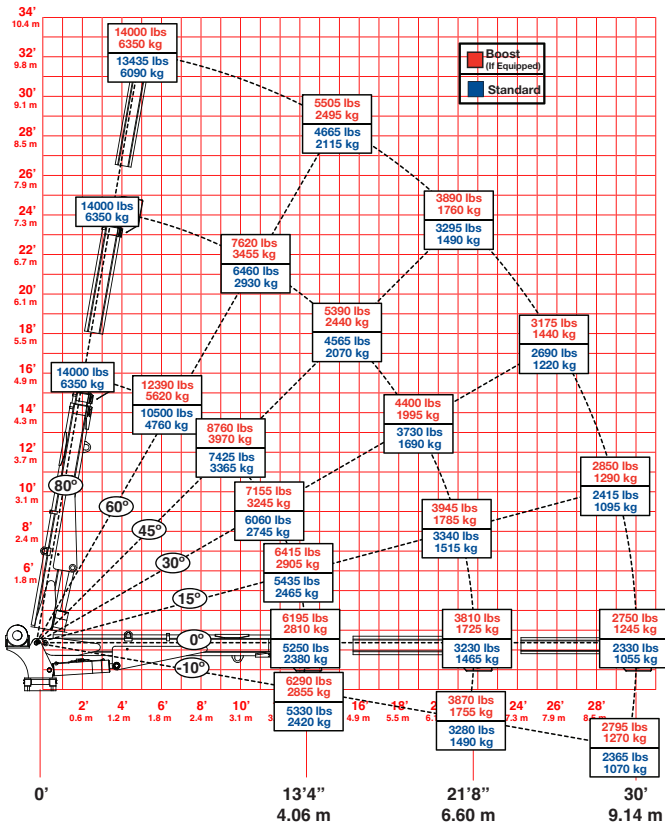 34'
10.4 m
14000 lbs
6350 kg
13435 lbs
6090 kg
32'
9.8 m
Boost
(If Equipped)
Standard
30'
9.1 m
5505 lbs
2495 kg
4665 lbs
2115 kg
28'
8.5 m
26'
7.9 m
24'
7.3 m
14000 lbs
6350 kg
3890 lbs
1760 kg
3295 lbs
1490 kg
22'
6.7 m
7620 lbs
3455 kg
6460 lbs
2930 kg
20'
6.1 m
5390 lbs
2440 kg
4565 lbs
2070 kg
18'
5.5 m
3175 lbs
1440 kg
2690 lbs
1220 kg
16'
4.9 m
14000 lbs
6350 kg
12390 lbs
5620 kg
10500 lbs
4760 kg
14'
4.3 m
8760 lbs
3970 kg
7425 lbs
3365 kg
4400 lbs
1995 kg
3730 lbs
1690 kg
12'
3.7 m
10'
3.1 m
80°
60°
7155 lbs
3245 kg
6060 lbs
2745 kg
2850 lbs
1290 kg
2415 lbs
1095 kg
8'
2.4 m
45°
3945 lbs
1785 kg
3340 lbs
1515 kg
6'
1.8 m
30°
6415 lbs
2905 kg
5435 lbs
2465 kg
15°
0°
6195 lbs
2810 kg
5250 lbs
2380 kg
3810 lbs
1725 kg
3230 lbs
1465 kg
2750 lbs
1245 kg
2330 lbs
1055 kg
10°
6290 lbs
2855 kg
5330 lbs
2420 kg
3870 lbs
1755 kg
3280 lbs
1490 kg
2795 lbs
1270 kg
2365 lbs
1070 kg
2' 4' 6' 8' 10' 12' 16' 18' 24' 26' 28'
0.6 m 1.2 m 1.8 m 2.4 m 3.1 m 4.9 m 5.5 m 7.3 m 7.9 m 8.5 m
0' 13'4" 21'8" 30'
4.06 m 6.60 m 9.14 m